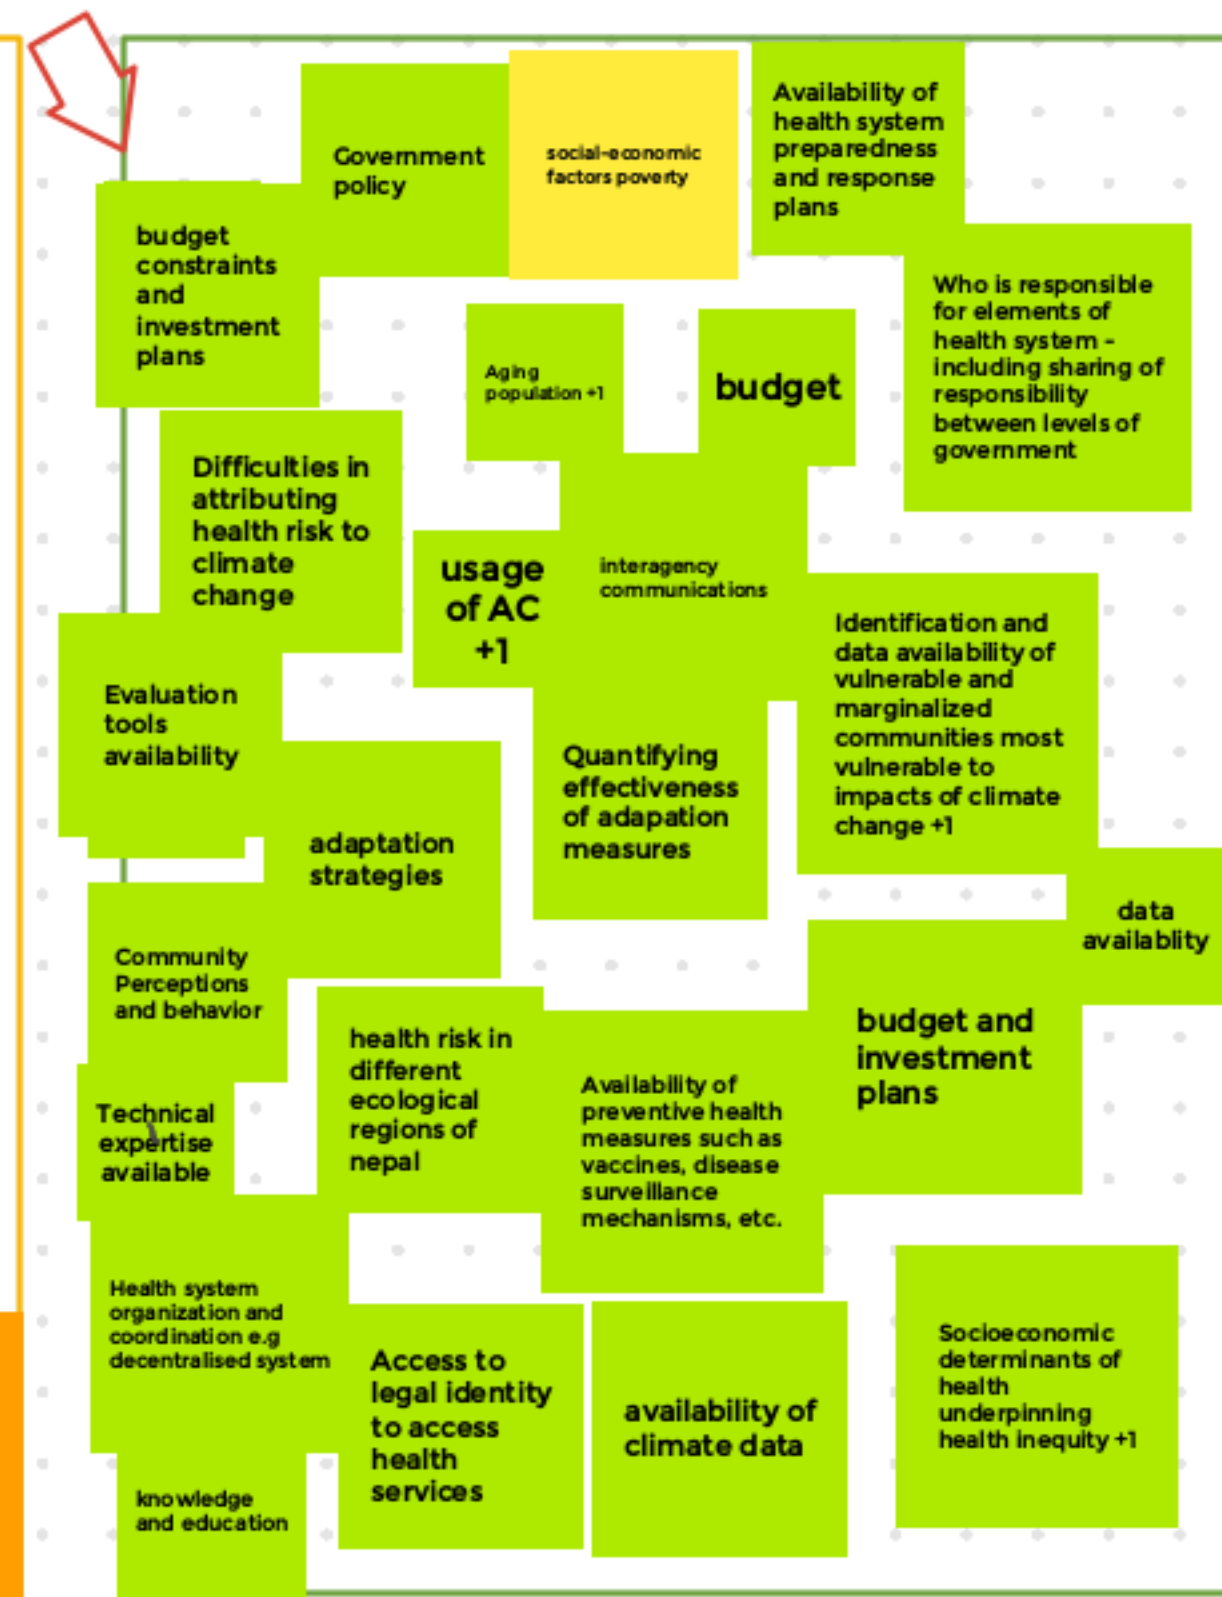 Government
policy
social-economic
factors poverty
Availability of
health system
preparedness
and response
plans
budget
constraints
and
investment
plans
Who is responsible
for elements of
health system -
including sharing of
responsibility
between levels of
government
Aging
population +1
budget
Difficulties in
attributing
health risk to
climate
change
usage
of AC
+1
interagency
communications
Identification and
data availability of
vulnerable and
marginalized
communities most
vulnerable to
impacts of climate
change +1
Evaluation
tools
availability
Quantifying
effectiveness
of adapation
measures
adaptation
strategies
data
availablity
Community
Perceptions
and behavior
budget and
investment
plans
health risk in
different
ecological
regions of
nepal
Availability of
preventive health
measures such as
vaccines, disease
surveillance
mechanisms, etc.
Technical
expertise
available
Health system
organization and
coordination e.g
decentralised system
Access to
legal identity
to access
health
services
availability of
climate data
Socioeconomic
determinants of
health
underpinning
health inequity +1
knowledge
and education